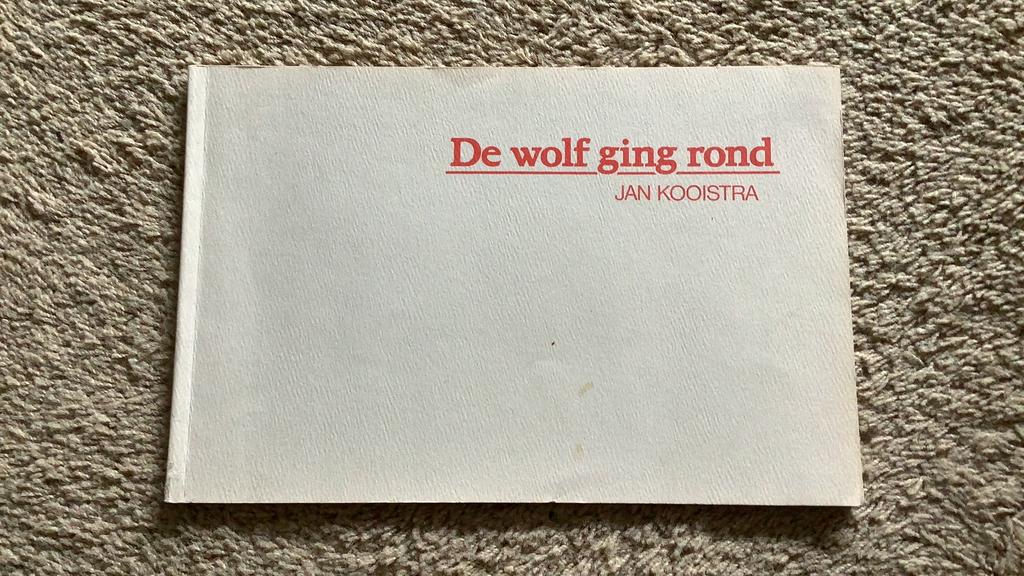 De wolf ging rond
JAN KOOISTRA